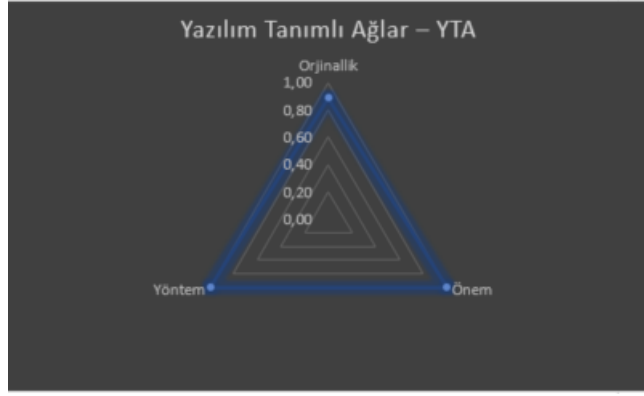 Yazılım Tanımlı Ağlar – YTA
Orjinallik
1,00
0,80
0,60
0,40
0,20
0,00
Yöntem
Önem